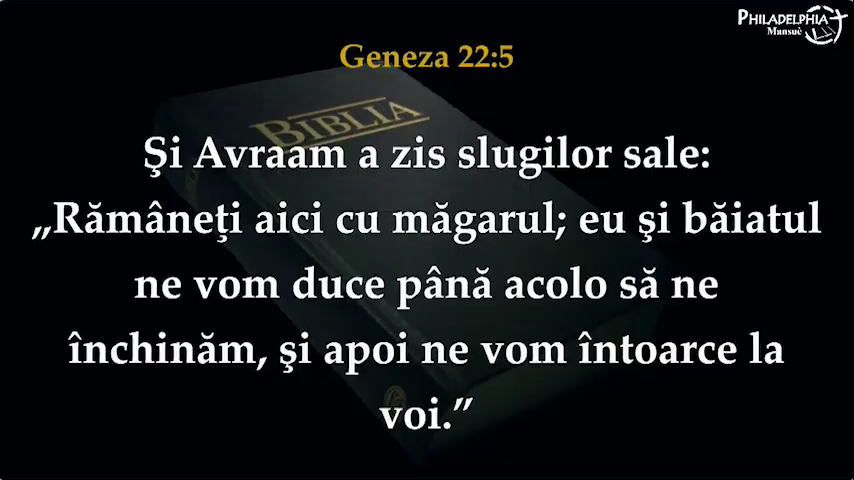 PHILADELPHIA
Mansuè
Geneza 22:5
BIBLIA
Şi Avraam a zis slugilor sale:
„Rămâneţi aici cu măgarul; eu şi băiatul
ne vom duce până acolo să ne
închinăm, şi apoi ne vom întoarce la
voi.”